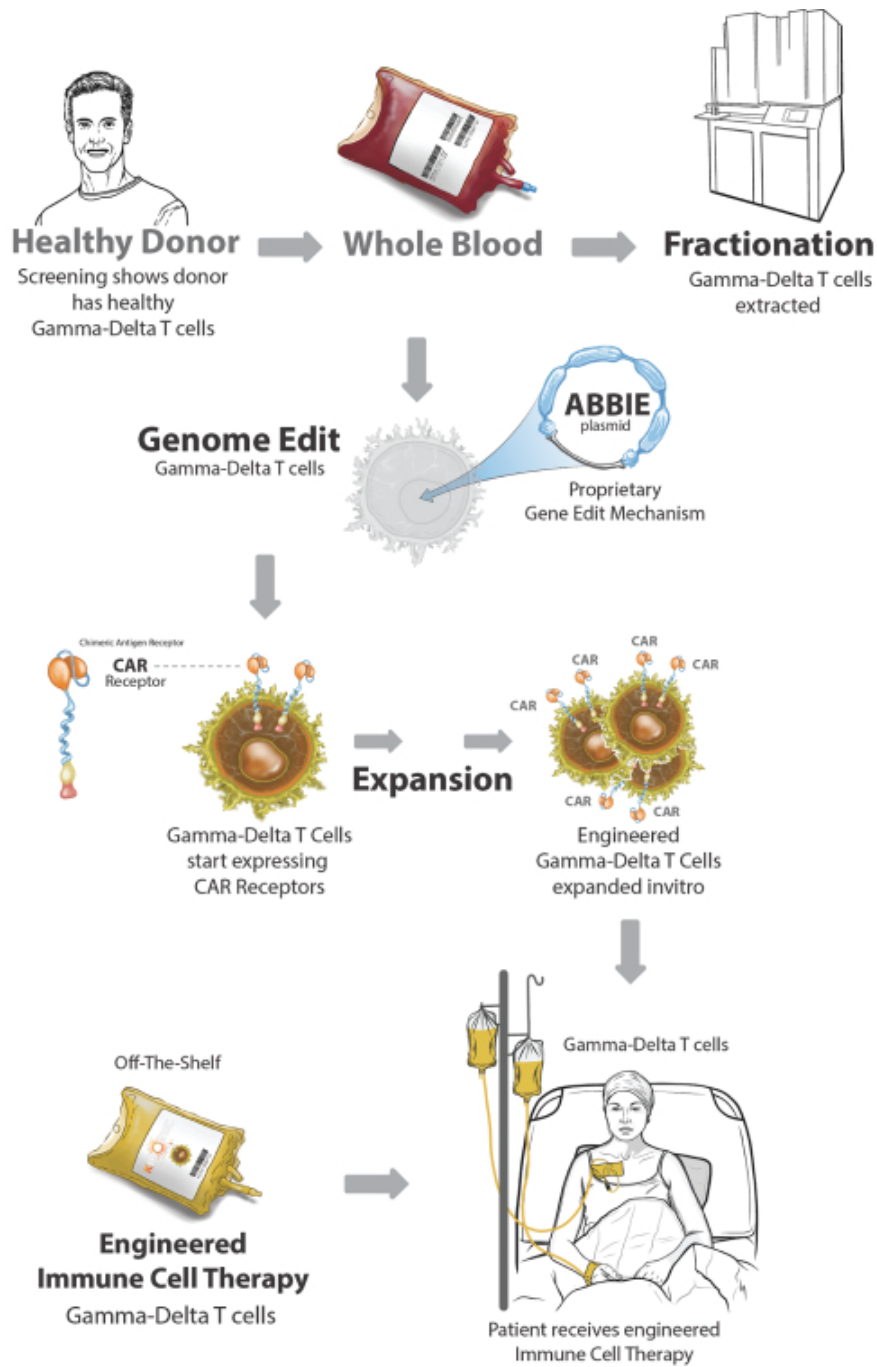 Healthy Donor
Screening shows donor
has healthy
Gamma-Delta T cells
Whole Blood
Fractionation
Gamma-Delta T cells
extracted
Genome Edit
Gamma-Delta T cells
ABBIE
plasmid
Proprietary
Gene Edit Mechanism
Chimeric Antigen Receptor
CAR
Receptor
Gamma-Delta T Cells
start expressing
CAR Receptors
Expansion
CAR
CAR
CAR
CAR
CAR
CAR
Engineered
Gamma-Delta T Cells
expanded invitro
Off-The-Shelf
Engineered
Immune Cell Therapy
Gamma-Delta T cells
Gamma-Delta T cells
Patient receives engineered
Immune Cell Therapy